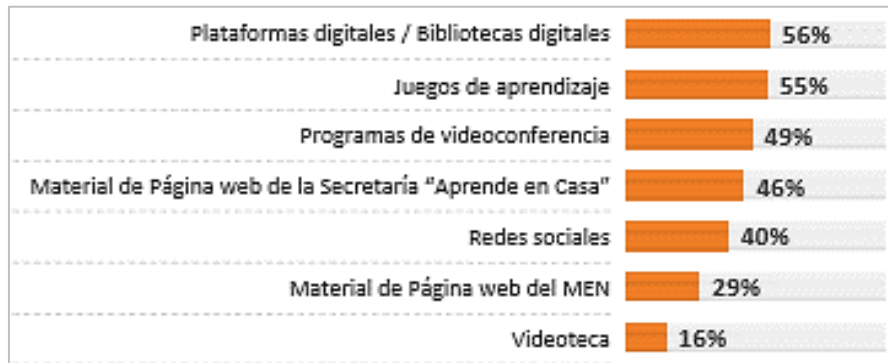 Plataformas digitales / Bibliotecas digitales 56%
Juegos de aprendizaje 55%
Programas de videoconferencia 49%
Material de Página web de la Secretaría "Aprende en Casa" 46%
Redes sociales 40%
Material de Página web del MEN 29%
Videoteca 16%